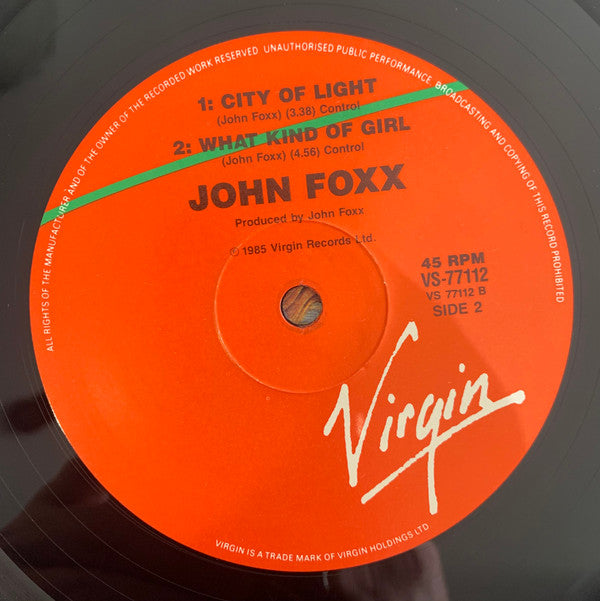 ALL RIGHTS OF THE MANUFACTURER AND OF THE OWNER OF THE RECORDED WORK RESERVED UNAUTHORISED PUBLIC PERFORMANCE BROADCASTING AND COPYING OF THIS RECORD PROHIBITED
1: CITY OF LIGHT
(John Foxx) (3.38) Control
2: WHAT KIND OF GIRL
(John Foxx) (4.56) Control
JOHN FOXX
Produced by John Foxx
℗ 1985 Virgin Records Ltd.
45 RPM
VS-77112
VS 77112 B
SIDE 2
Virgin
VIRGIN IS A TRADE MARK OF VIRGIN HOLDINGS LTD